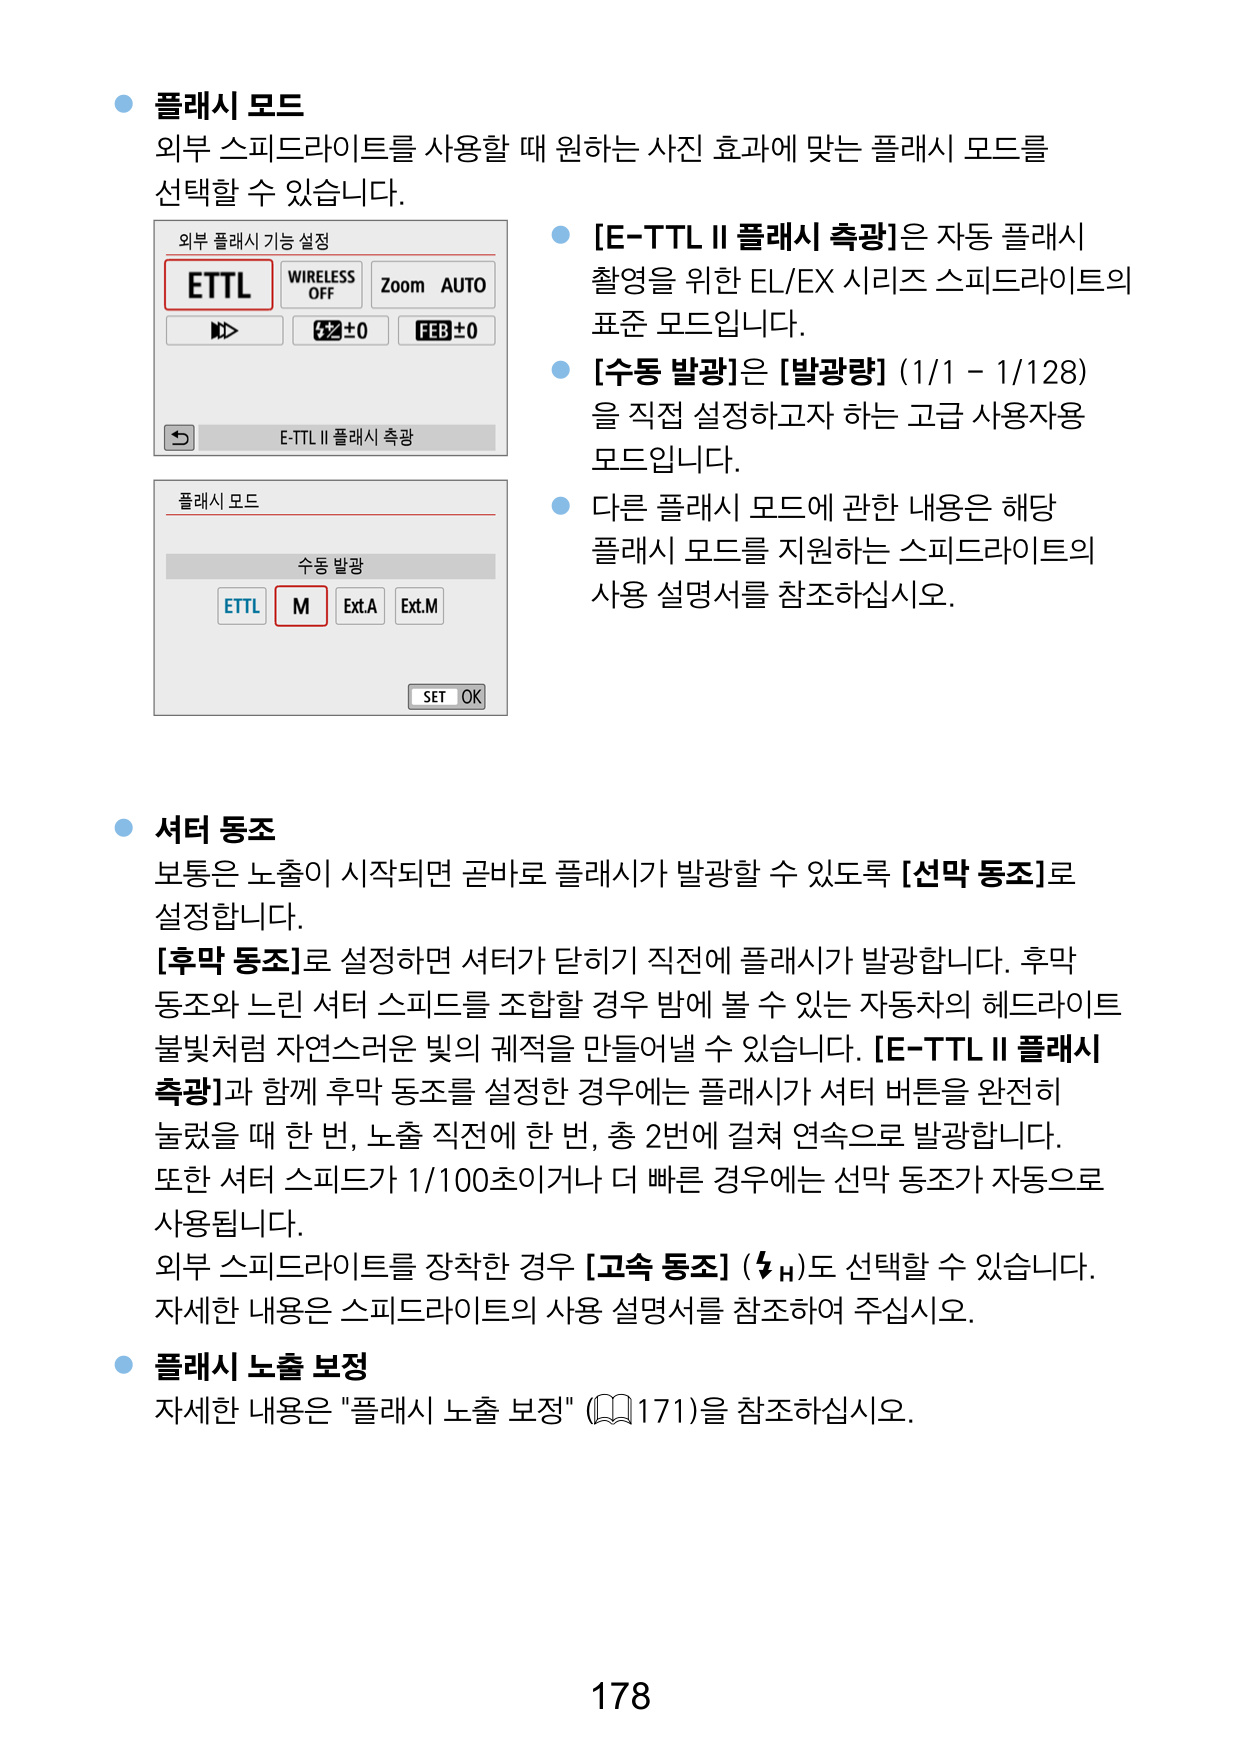 플래시 모드
외부 스피드라이트를 사용할 때 원하는 사진 효과에 맞는 플래시 모드를
선택할 수 있습니다.
외부 플래시 기능 설정
ETTL
WIRELESS
OFF
Zoom AUTO
±0
FEB±0
E-TTL II 플래시 측광
플래시 모드
수동 발광
ETTL M Ext.A Ext.M
SET OK
[E-TTL II 플래시 측광]은 자동 플래시
촬영을 위한 EL/EX 시리즈 스피드라이트의
표준 모드입니다.
[수동 발광]은 [발광량] (1/1 - 1/128)
을 직접 설정하고자 하는 고급 사용자용
모드입니다.
다른 플래시 모드에 관한 내용은 해당
플래시 모드를 지원하는 스피드라이트의
사용 설명서를 참조하십시오.
셔터 동조
보통은 노출이 시작되면 곧바로 플래시가 발광할 수 있도록 [선막 동조]로
설정합니다.
[후막 동조]로 설정하면 셔터가 닫히기 직전에 플래시가 발광합니다. 후막
동조와 느린 셔터 스피드를 조합할 경우 밤에 볼 수 있는 자동차의 헤드라이트
불빛처럼 자연스러운 빛의 궤적을 만들어낼 수 있습니다. [E-TTL II 플래시
측광]과 함께 후막 동조를 설정한 경우에는 플래시가 셔터 버튼을 완전히
눌렀을 때 한 번, 노출 직전에 한 번, 총 2번에 걸쳐 연속으로 발광합니다.
또한 셔터 스피드가 1/100초이거나 더 빠른 경우에는 선막 동조가 자동으로
사용됩니다.
외부 스피드라이트를 장착한 경우 [고속 동조] (⚡H)도 선택할 수 있습니다.
자세한 내용은 스피드라이트의 사용 설명서를 참조하여 주십시오.
플래시 노출 보정
자세한 내용은 "플래시 노출 보정" (171)을 참조하십시오.
178